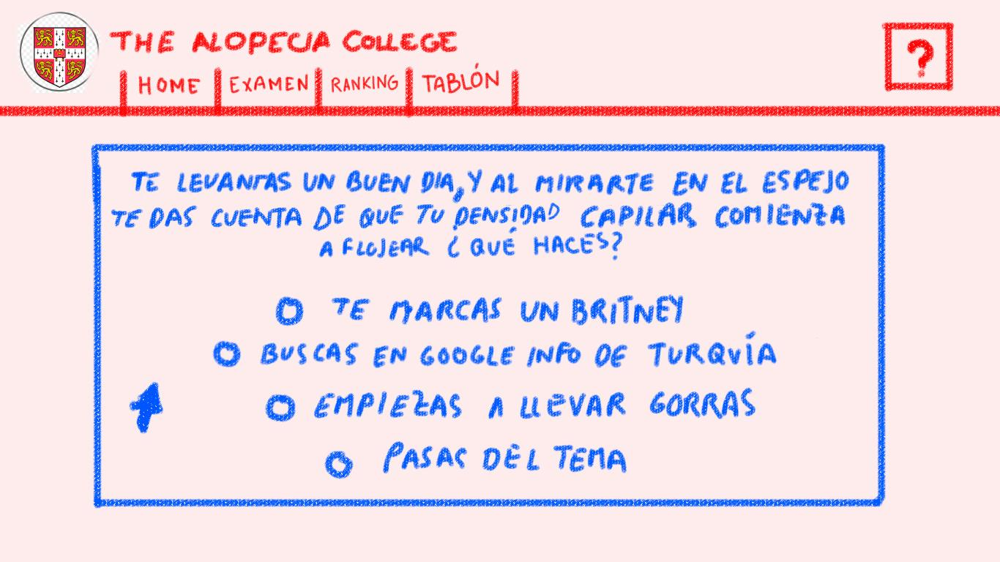 THE ALOPECIA COLLEGE
?
HOME EXAMEN RANKING TABLÓN
TE LEVANTAS UN BUEN DIA, Y AL MIRARTE EN EL ESPEJO
TE DAS CUENTA DE QUE TU DENSIDAD CAPILAR COMIENZA
A FLOJEAR ¿QUÉ HACES?
TE MARCAS UN BRITNEY
BUSCAS EN GOOGLE INFO DE TURQUÍA
EMPIEZAS A LLEVAR GORRAS
PASAS DEL TEMA